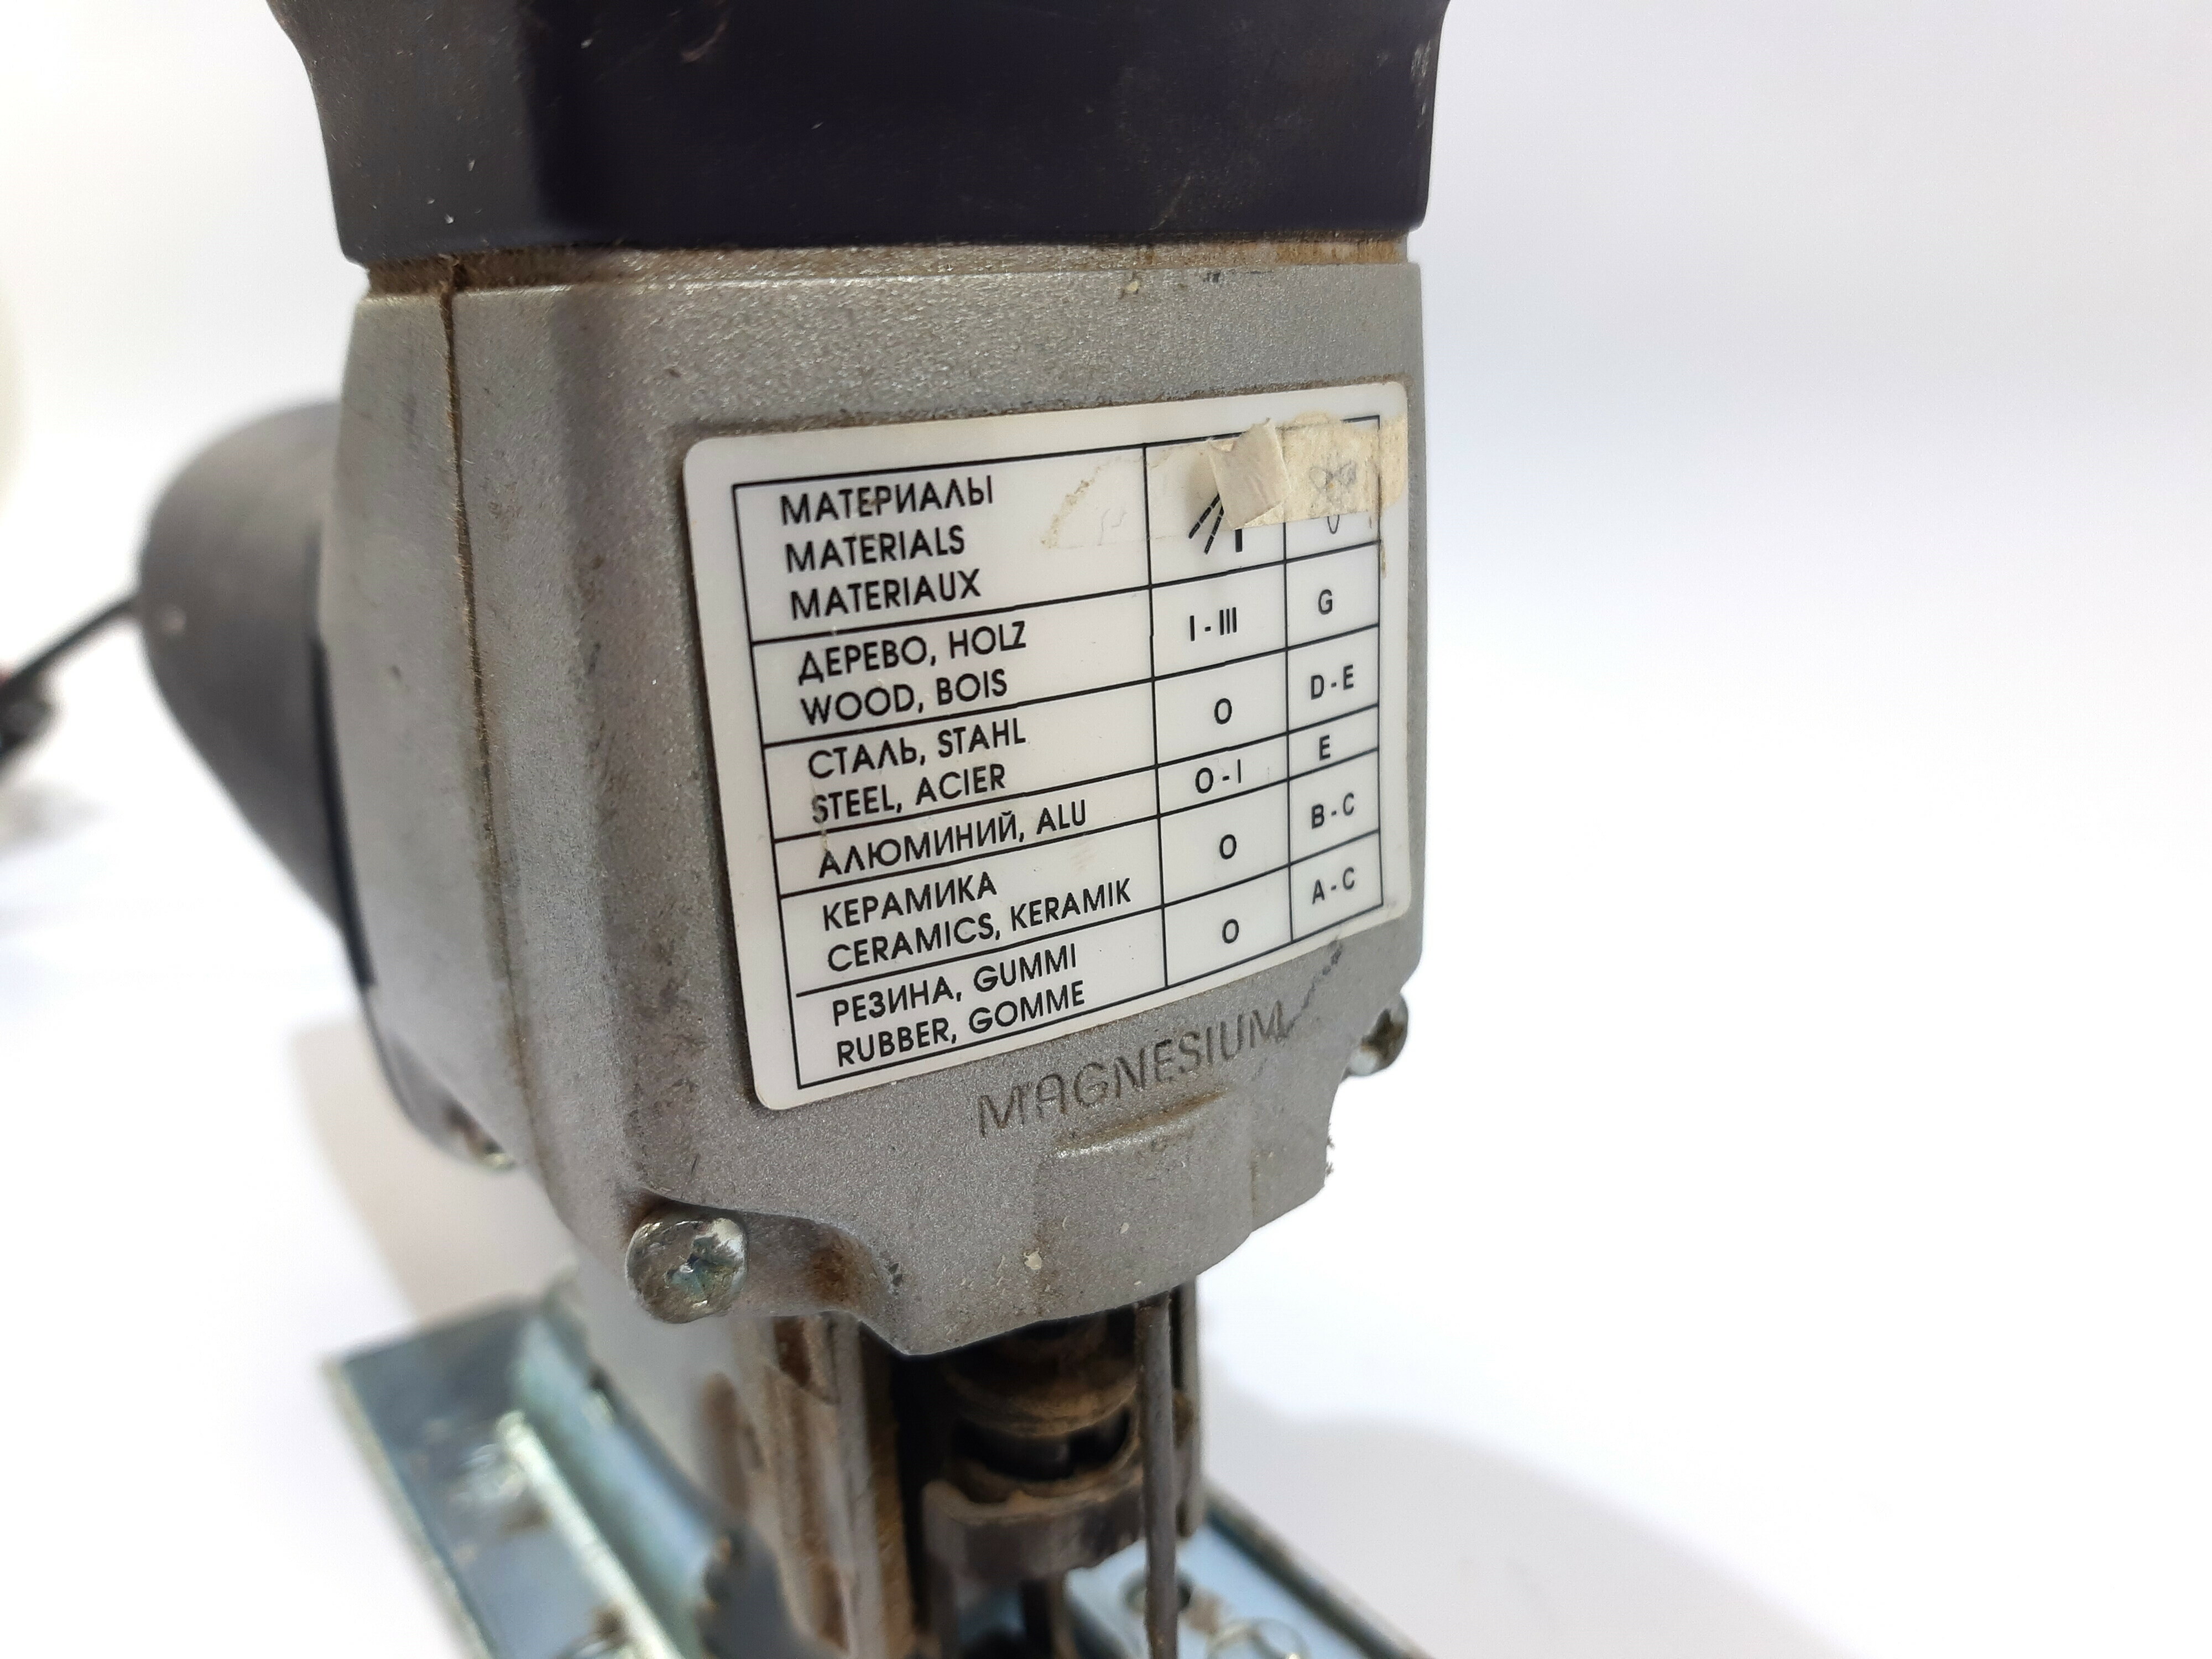 МАТЕРИАЛЫ
MATERIALS
MATERIAUX
ДЕРЕВО, HOLZ
WOOD, BOIS
I - III
G
СТАЛЬ, STAHL
STEEL, ACIER
O
D - E
АЛЮМИНИЙ, ALU
O - I
E
КЕРАМИКА
CERAMICS, KERAMIK
O
B - C
РЕЗИНА, GUMMI
RUBBER, GOMME
O
A - C
MAGNESIUM